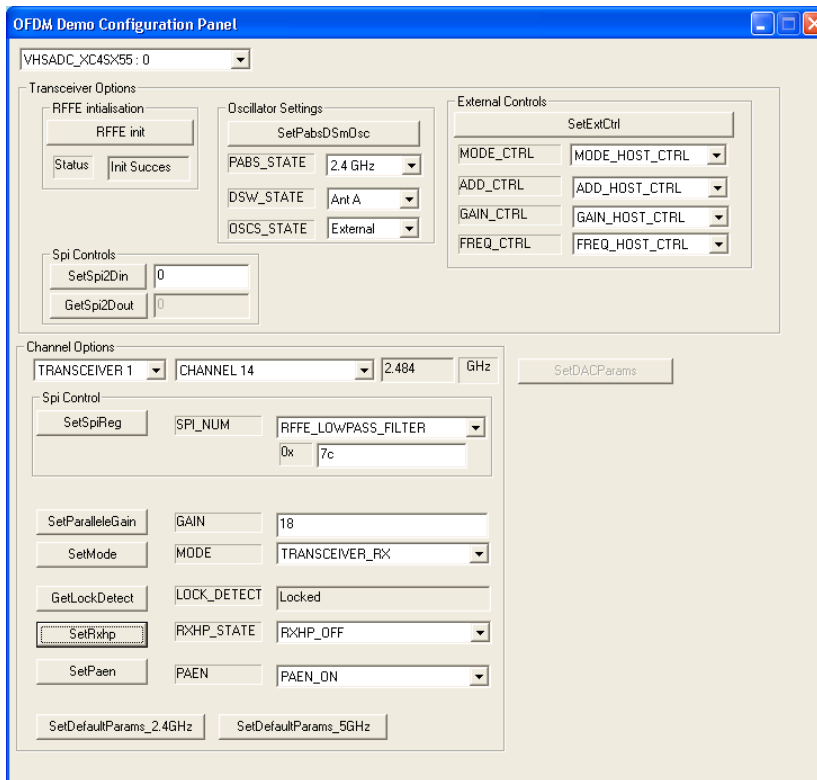 OFDM Demo Configuration Panel
VHSADC_XC4SX55 : 0
Transceiver Options
RFFE intialisation
RFFE init
Status Init Succes
Oscillator Settings
SetPabsDSmOsc
PABS_STATE 2.4 GHz
DSW_STATE Ant A
OSCS_STATE External
External Controls
SetExtCtrl
MODE_CTRL MODE_HOST_CTRL
ADD_CTRL ADD_HOST_CTRL
GAIN_CTRL GAIN_HOST_CTRL
FREQ_CTRL FREQ_HOST_CTRL
Spi Controls
SetSpi2Din 0
GetSpi2Dout 0
Channel Options
TRANSCEIVER 1 CHANNEL 14 2.484 GHz
SetDACParams
Spi Control
SetSpiReg SPI_NUM RFFE_LOWPASS_FILTER
0x 7c
SetParalleleGain GAIN 18
SetMode MODE TRANSCEIVER_RX
GetLockDetect LOCK_DETECT Locked
SetRxhp RXHP_STATE RXHP_OFF
SetPaen PAEN PAEN_ON
SetDefaultParams_2.4GHz SetDefaultParams_5GHz